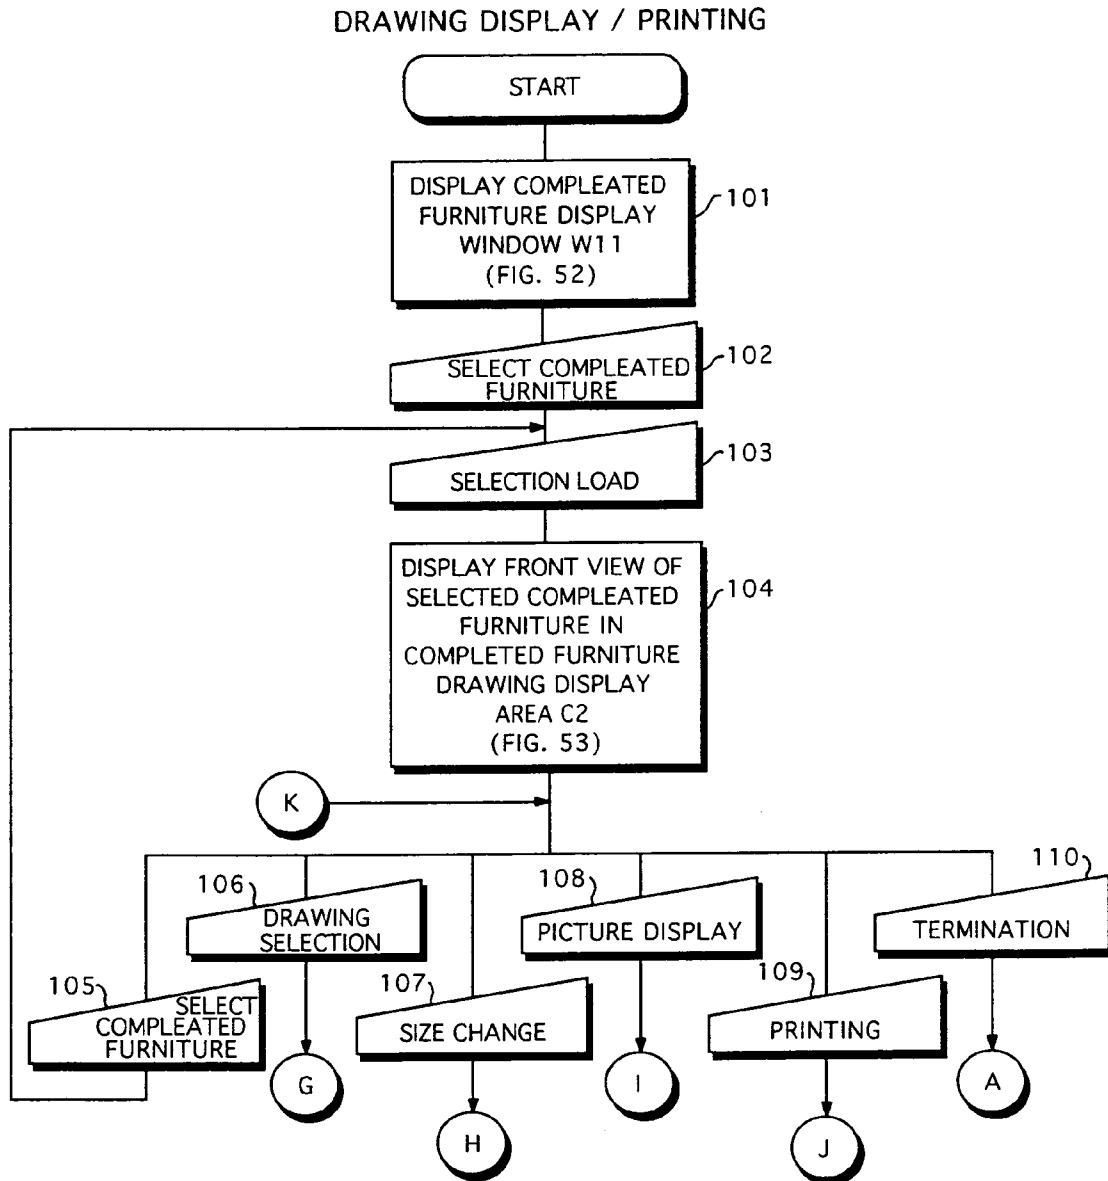 DRAWING DISPLAY / PRINTING
START
DISPLAY COMPLEATED
FURNITURE DISPLAY
WINDOW W11
(FIG. 52)
101
SELECT COMPLEATED
FURNITURE
102
SELECTION LOAD
103
DISPLAY FRONT VIEW OF
SELECTED COMPLEATED
FURNITURE IN
COMPLETED FURNITURE
DRAWING DISPLAY
AREA C2
(FIG. 53)
104
K
105
SELECT
COMPLEATED
FURNITURE
106
DRAWING
SELECTION
G
107
SIZE CHANGE
H
108
PICTURE DISPLAY
I
109
PRINTING
J
110
TERMINATION
A